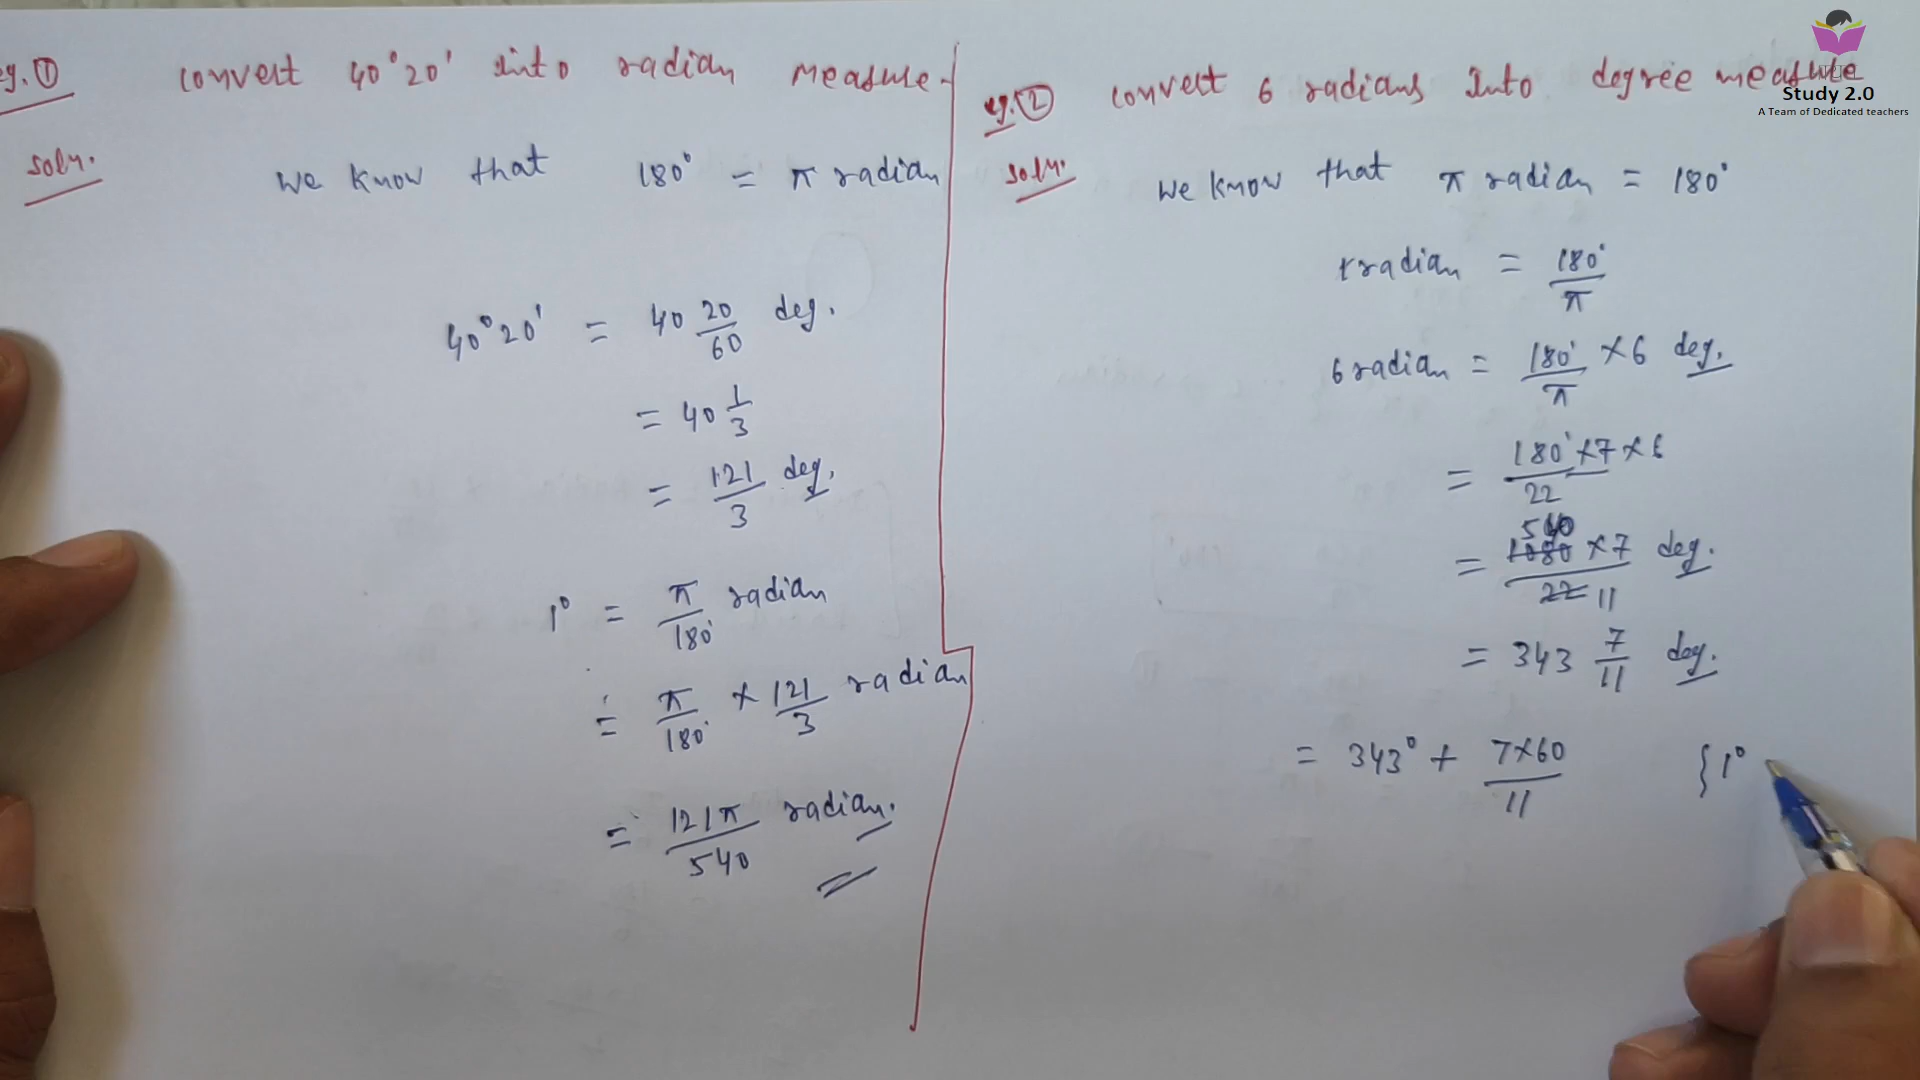 eg. ① convert 40°20' into radian measure.
Soln.
We know that 180° = π radian
40°20' = 40 20/60 deg.
= 40 1/3
= 121/3 deg.
1° = π/180° radian
= π/180° × 121/3 radian
= 121π/540 radian.
eg. ② convert 6 radians into degree measure
Soln.
We know that π radian = 180°
1 radian = 180°/π
6 radian = 180°/π × 6 deg.
= 180° × 7 × 6 / 22
= 1080 540 × 7 / 22 11 deg.
= 343 7/11 deg.
= 343° + 7×60/11 { 1°
Study 2.0
A Team of Dedicated teachers